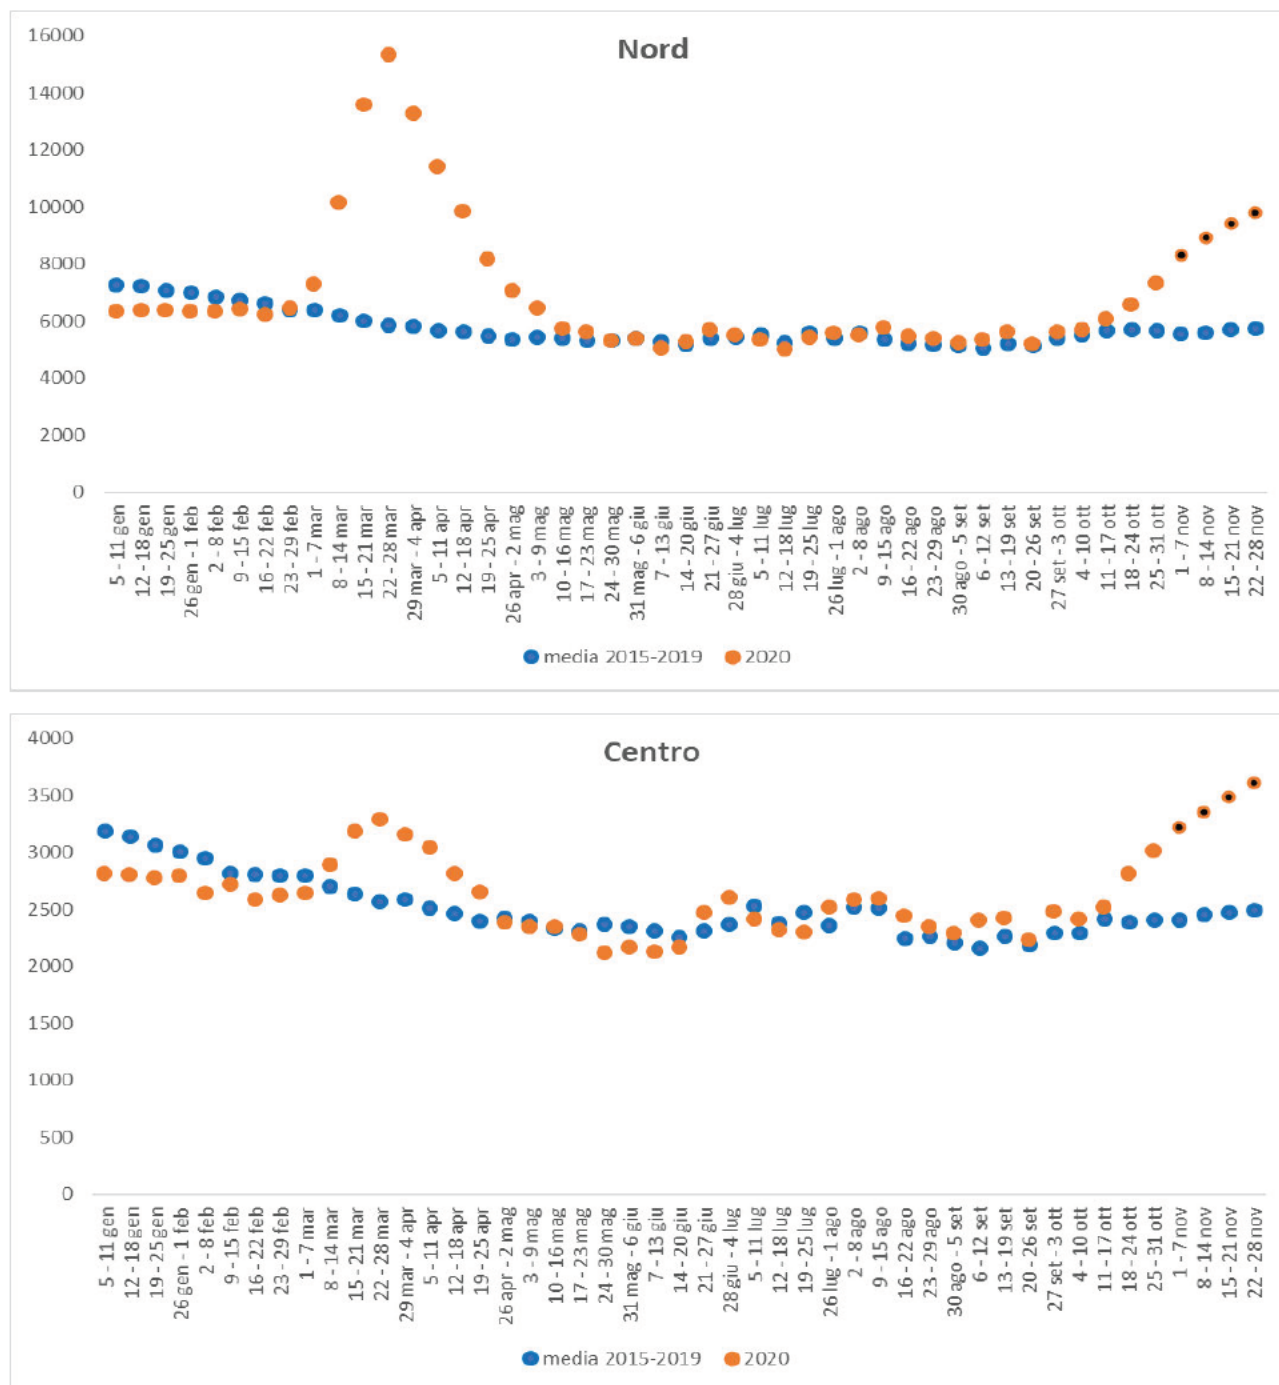 Nord
16000
14000
12000
10000
8000
6000
4000
2000
0
5 - 11 gen
12 - 18 gen
19 - 25 gen
26 gen - 1 feb
2 - 8 feb
9 - 15 feb
16 - 22 feb
23 - 29 feb
1 - 7 mar
8 - 14 mar
15 - 21 mar
22 - 28 mar
29 mar - 4 apr
5 - 11 apr
12 - 18 apr
19 - 25 apr
26 apr - 2 mag
3 - 9 mag
10 - 16 mag
17 - 23 mag
24 - 30 mag
31 mag - 6 giu
7 - 13 giu
14 - 20 giu
21 - 27 giu
28 giu - 4 lug
5 - 11 lug
12 - 18 lug
19 - 25 lug
26 lug - 1 ago
2 - 8 ago
9 - 15 ago
16 - 22 ago
23 - 29 ago
30 ago - 5 set
6 - 12 set
13 - 19 set
20 - 26 set
27 set - 3 ott
4 - 10 ott
11 - 17 ott
18 - 24 ott
25 - 31 ott
1 - 7 nov
8 - 14 nov
15 - 21 nov
22 - 28 nov
media 2015-2019 2020
Centro
4000
3500
3000
2500
2000
1500
1000
500
0
5 - 11 gen
12 - 18 gen
19 - 25 gen
26 gen - 1 feb
2 - 8 feb
9 - 15 feb
16 - 22 feb
23 - 29 feb
1 - 7 mar
8 - 14 mar
15 - 21 mar
22 - 28 mar
29 mar - 4 apr
5 - 11 apr
12 - 18 apr
19 - 25 apr
26 apr - 2 mag
3 - 9 mag
10 - 16 mag
17 - 23 mag
24 - 30 mag
31 mag - 6 giu
7 - 13 giu
14 - 20 giu
21 - 27 giu
28 giu - 4 lug
5 - 11 lug
12 - 18 lug
19 - 25 lug
26 lug - 1 ago
2 - 8 ago
9 - 15 ago
16 - 22 ago
23 - 29 ago
30 ago - 5 set
6 - 12 set
13 - 19 set
20 - 26 set
27 set - 3 ott
4 - 10 ott
11 - 17 ott
18 - 24 ott
25 - 31 ott
1 - 7 nov
8 - 14 nov
15 - 21 nov
22 - 28 nov
media 2015-2019 2020